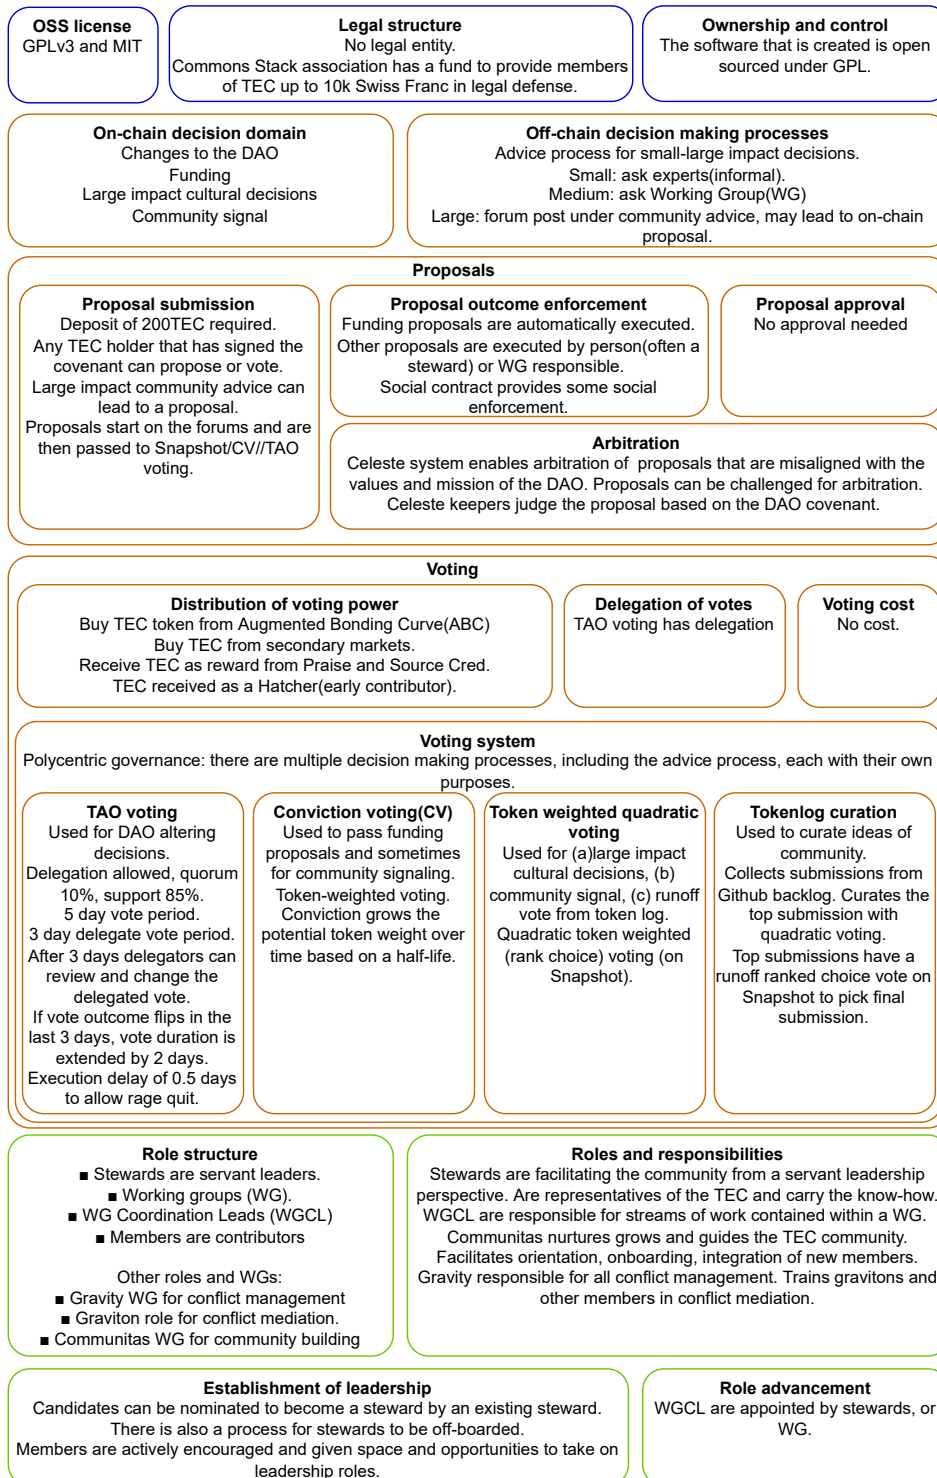 OSS license
GPLv3 and MIT
Legal structure
No legal entity.
Commons Stack association has a fund to provide members
of TEC up to 10k Swiss Franc in legal defense.
Ownership and control
The software that is created is open
sourced under GPL.
On-chain decision domain
Changes to the DAO
Funding
Large impact cultural decisions
Community signal
Off-chain decision making processes
Advice process for small-large impact decisions.
Small: ask experts(informal).
Medium: ask Working Group(WG)
Large: forum post under community advice, may lead to on-chain
proposal.
Proposals
Proposal submission
Deposit of 200TEC required.
Any TEC holder that has signed the
covenant can propose or vote.
Large impact community advice can
lead to a proposal.
Proposals start on the forums and are
then passed to Snapshot/CV//TAO
voting.
Proposal outcome enforcement
Funding proposals are automatically executed.
Other proposals are executed by person(often a
steward) or WG responsible.
Social contract provides some social
enforcement.
Proposal approval
No approval needed
Arbitration
Celeste system enables arbitration of  proposals that are misaligned with the
values and mission of the DAO. Proposals can be challenged for arbitration.
Celeste keepers judge the proposal based on the DAO covenant.
Voting
Distribution of voting power
Buy TEC token from Augmented Bonding Curve(ABC)
Buy TEC from secondary markets.
Receive TEC as reward from Praise and Source Cred.
TEC received as a Hatcher(early contributor).
Delegation of votes
TAO voting has delegation
Voting cost
No cost.
Voting system
Polycentric governance: there are multiple decision making processes, including the advice process, each with their own
purposes.
TAO voting
Used for DAO altering
decisions.
Delegation allowed, quorum
10%, support 85%.
5 day vote period.
3 day delegate vote period.
After 3 days delegators can
review and change the
delegated vote.
If vote outcome flips in the
last 3 days, vote duration is
extended by 2 days.
Execution delay of 0.5 days
to allow rage quit.
Conviction voting(CV)
Used to pass funding
proposals and sometimes
for community signaling.
Token-weighted voting.
Conviction grows the
potential token weight over
time based on a half-life.
Token weighted quadratic
voting
Used for (a)large impact
cultural decisions, (b)
community signal, (c) runoff
vote from token log.
Quadratic token weighted
(rank choice) voting (on
Snapshot).
Tokenlog curation
Used to curate ideas of
community.
Collects submissions from
Github backlog. Curates the
top submission with
quadratic voting.
Top submissions have a
runoff ranked choice vote on
Snapshot to pick final
submission.
Role structure
■ Stewards are servant leaders.
■ Working groups (WG).
■ WG Coordination Leads (WGCL)
■ Members are contributors
Other roles and WGs:
■ Gravity WG for conflict management
■ Graviton role for conflict mediation.
■ Communitas WG for community building
Roles and responsibilities
Stewards are facilitating the community from a servant leadership
perspective. Are representatives of the TEC and carry the know-how.
WGCL are responsible for streams of work contained within a WG.
Communitas nurtures grows and guides the TEC community.
Facilitates orientation, onboarding, integration of new members.
Gravity responsible for all conflict management. Trains gravitons and
other members in conflict mediation.
Establishment of leadership
Candidates can be nominated to become a steward by an existing steward.
There is also a process for stewards to be off-boarded.
Members are actively encouraged and given space and opportunities to take on
leadership roles.
Role advancement
WGCL are appointed by stewards, or
WG.